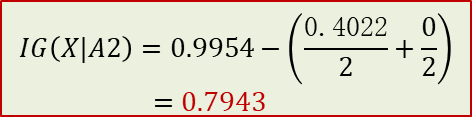 IG(X|A2) = 0.9954 − (0. 4022/2 + 0/2)
= 0.7943